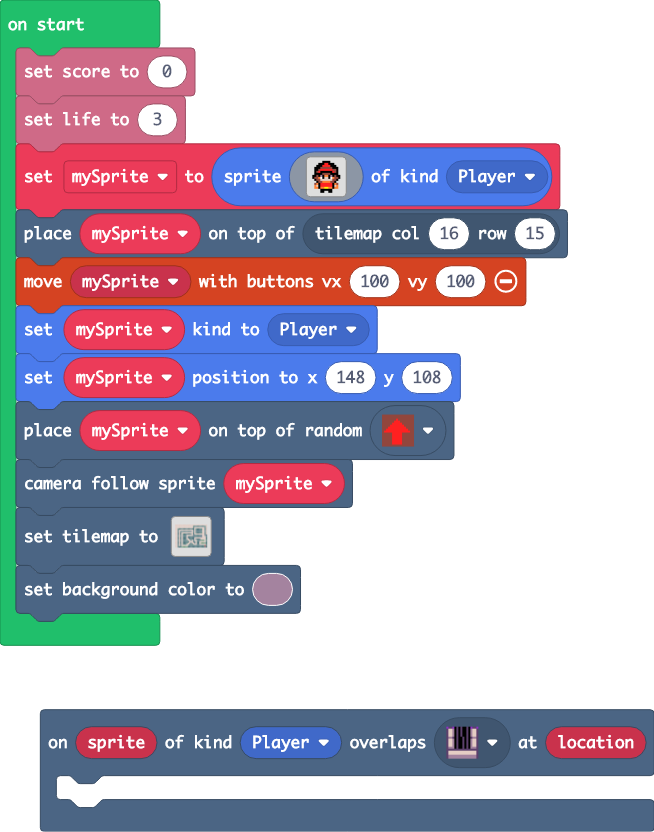 on start
set score to 0
set life to 3
set mySprite to sprite of kind Player
place mySprite on top of tilemap col 16 row 15
move mySprite with buttons vx 100 vy 100
set mySprite kind to Player
set mySprite position to x 148 y 108
place mySprite on top of random
camera follow sprite mySprite
set tilemap to
set background color to
on sprite of kind Player overlaps at location